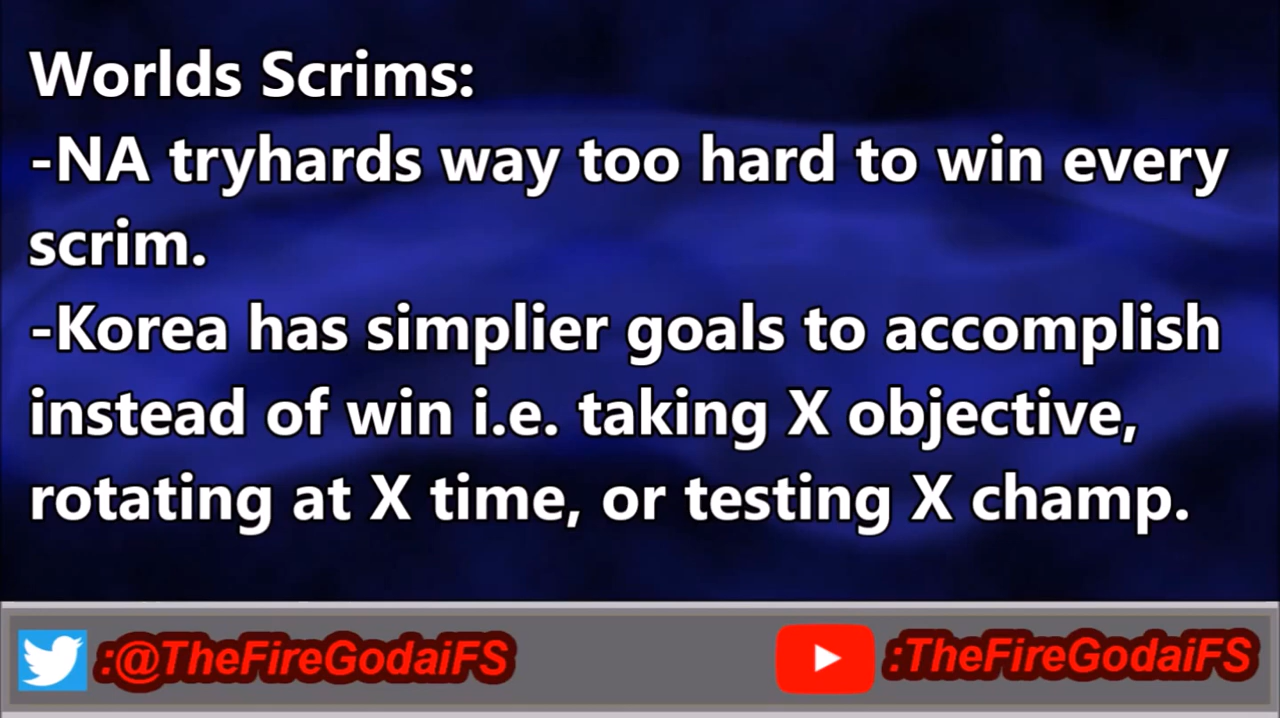 Worlds Scrims:
-NA tryhards way too hard to win every
scrim.
-Korea has simplier goals to accomplish
instead of win i.e. taking X objective,
rotating at X time, or testing X champ.
:@TheFireGodaiFS
:TheFireGodaiFS